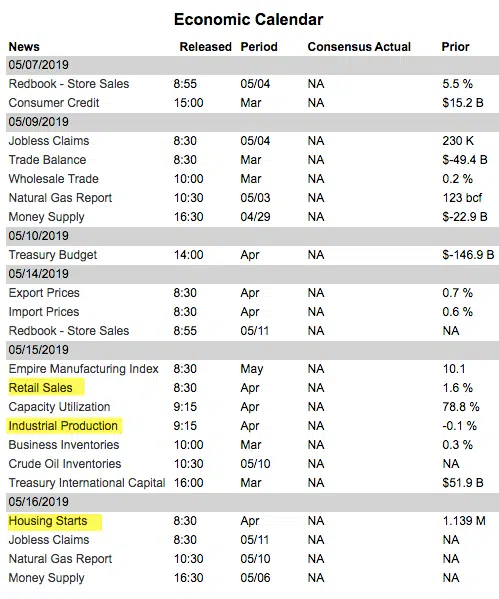 Economic Calendar
News Released Period Consensus Actual Prior
05/07/2019
Redbook - Store Sales 8:55 05/04 NA 5.5 %
Consumer Credit 15:00 Mar NA $15.2 B
05/09/2019
Jobless Claims 8:30 05/04 NA 230 K
Trade Balance 8:30 Mar NA $-49.4 B
Wholesale Trade 10:00 Mar NA 0.2 %
Natural Gas Report 10:30 05/03 NA 123 bcf
Money Supply 16:30 04/29 NA $-22.9 B
05/10/2019
Treasury Budget 14:00 Apr NA $-146.9 B
05/14/2019
Export Prices 8:30 Apr NA 0.7 %
Import Prices 8:30 Apr NA 0.6 %
Redbook - Store Sales 8:55 05/11 NA NA
05/15/2019
Empire Manufacturing Index 8:30 May NA 10.1
Retail Sales 8:30 Apr NA 1.6 %
Capacity Utilization 9:15 Apr NA 78.8 %
Industrial Production 9:15 Apr NA -0.1 %
Business Inventories 10:00 Mar NA 0.3 %
Crude Oil Inventories 10:30 05/10 NA NA
Treasury International Capital 16:00 Mar NA $51.9 B
05/16/2019
Housing Starts 8:30 Apr NA 1.139 M
Jobless Claims 8:30 05/11 NA NA
Natural Gas Report 10:30 05/10 NA NA
Money Supply 16:30 05/06 NA NA